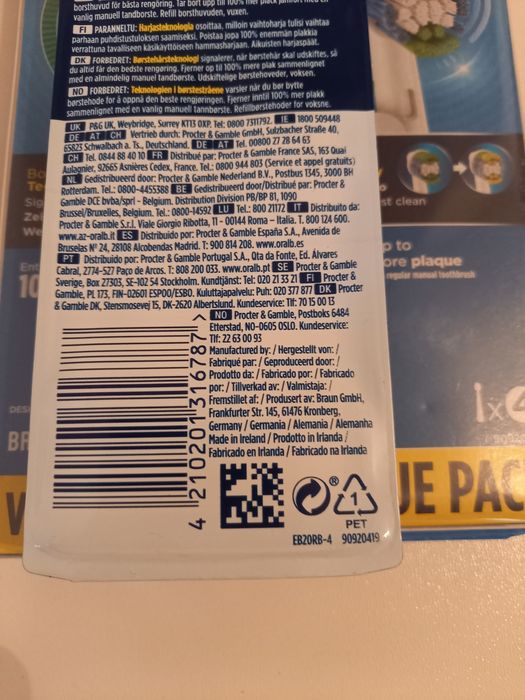 borsthuvud för bästa rengöring. Tar bort upp till 100% mer plack jämfört med en
vanlig manuell tandborste. Refill borsthuvuden, vuxen.
FI PARANNELTU: Harjasteknologia osoittaa, milloin vaihtoharja tulisi vaihtaa
parhaan puhdistustuloksen saamiseksi. Poistaa jopa 100% enemmän plakkia
verrattuna tavalliseen käsikäyttöiseen hammasharjaan. Aikuisten harjaspäät.
DK FORBEDRET: Børstehårsteknologi signalerer, når børstehår skal udskiftes, så
du altid får den bedste rengøring. Fjerner op til 100% mere plak sammenlignet
med en almindelig manuel tandbørste. Udskiftelige børstehoveder, voksen.
NO FORBEDRET: Teknologien i børstestråene varsler når du bør bytte
børstehode for å oppnå den beste rengjøringen. Fjerner inntil 100% mer plakk
sammenlignet med en vanlig manuell tannbørste. Refillbørstehoder for voksne.
UK P&G UK, Weybridge, Surrey KT13 0XP. Tel: 0800 7311792. IE 1800 509448
DE AT CH Vertrieb durch: Procter & Gamble GmbH, Sulzbacher Straße 40,
65823 Schwalbach a. Ts., Deutschland. DE AT Tel. 00800 27 28 64 63
CH Tel. 0844 88 40 10 FR Distribué par: Procter & Gamble France SAS, 163 Quai
Aulagnier, 92665 Asnières Cedex, France. Tel.: 0800 944 803 (Service et appel gratuits)
NL Gedistribueerd door: Procter & Gamble Nederland B.V., Postbus 1345, 3000 BH
Rotterdam. Tel.: 0800-4455388 BE Gedistribueerd door/Distribué par: Procter &
Gamble DCE bvba/sprl - Belgium. Distribution Division PB/BP 81, 1090
Brussel/Bruxelles, Belgium. Tel.: 0800-14592 LU Tel.: 800 21172 IT Distribuito da:
Procter & Gamble S.r.l. Viale Giorgio Ribotta, 11 - 00144 Roma – Italia. T. 800 124 600.
www.az-oralb.it ES Distribuido por: Procter & Gamble España S.A., Avenida de
Bruselas Nº 24, 28108 Alcobendas Madrid. T: 900 814 208. www.oralb.es
PT Distribuido por: Procter & Gamble Portugal S.A., Qta da Fonte, Ed. Álvares
Cabral, 2774-527 Paço de Arcos. T: 808 200 033. www.oralb.pt SE Procter & Gamble
Sverige, Box 27303, SE-102 54 Stockholm. Kundtjänst: Tel: 020 21 33 21 FI Procter &
Gamble, PL 173, FIN-02601 ESPOO/ESBO. Kuluttajapalvelu: Puh: 020 377 877 DK Procter
& Gamble DK, Stensmosevej 15, DK-2620 Albertslund. Kundeservice: Tlf: 70 15 00 13
NO Procter & Gamble, Postboks 6484
Etterstad, NO-0605 OSLO. Kundeservice:
Tlf: 22 63 00 93
Manufactured by: / Hergestellt von: /
Fabriqué par: / Geproduceerd door: /
Prodotto da: / Fabricado por: / Fabricado
por: / Tillverkad av: / Valmistaja: /
Fremstillet af: / Produsert av: Braun GmbH,
Frankfurter Str. 145, 61476 Kronberg,
Germany / Germania / Alemania / Alemanha
Made in Ireland / Prodotto in Irlanda /
Fabricado en Irlanda / Fabricado na Irlanda
4 210201 316787 >
®
1
PET
EB20RB-4 90920419
st clean
p to
ore plaque
regular manual toothbrush
1x
UE PAC